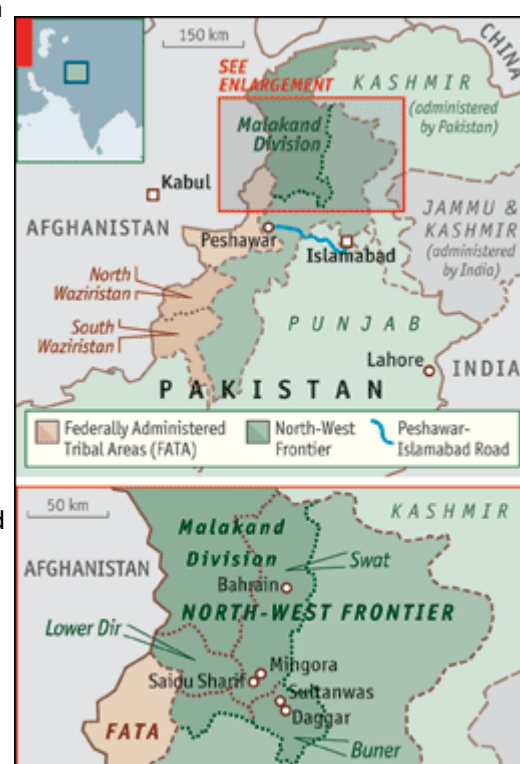 150 km
CHINA
SEE
ENLARGEMENT
KASHMIR
(administered
by Pakistan)
Malakand
Division
Kabul
JAMMU &
KASHMIR
(administered
by India)
AFGHANISTAN
Peshawar
Islamabad
North
Waziristan
South
Waziristan
PUNJAB
Lahore
INDIA
PAKISTAN
Federally Administered
Tribal Areas (FATA)
North-West
Frontier
Peshawar-
Islamabad Road
50 km
KASHMIR
Malakand
Division
AFGHANISTAN
Swat
Bahrain
NORTH-WEST FRONTIER
Lower Dir
Mingora
Saidu Sharif
Sultanwas
Daggar
FATA
Buner